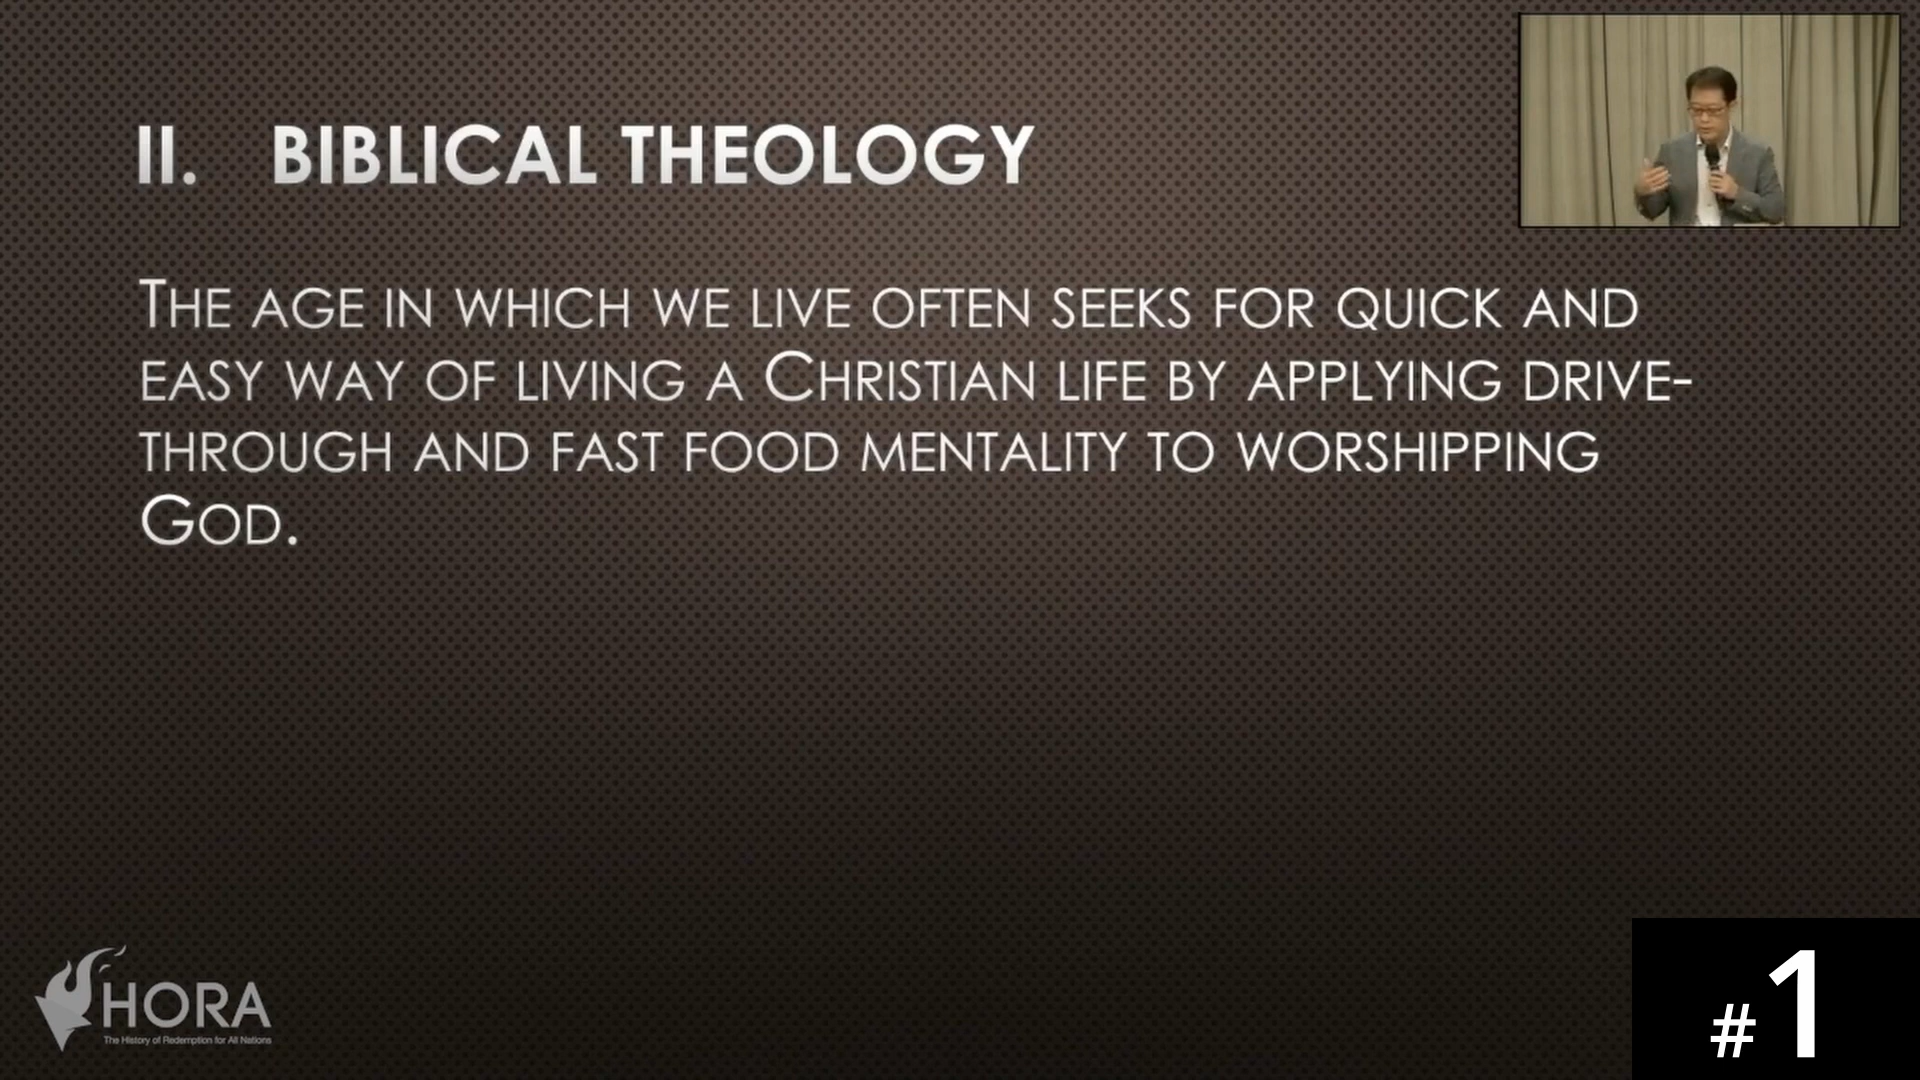 II. BIBLICAL THEOLOGY
The age in which we live often seeks for quick and
easy way of living a Christian life by applying drive-
through and fast food mentality to worshipping
God.
HORA
The History of Redemption for All Nations
#1